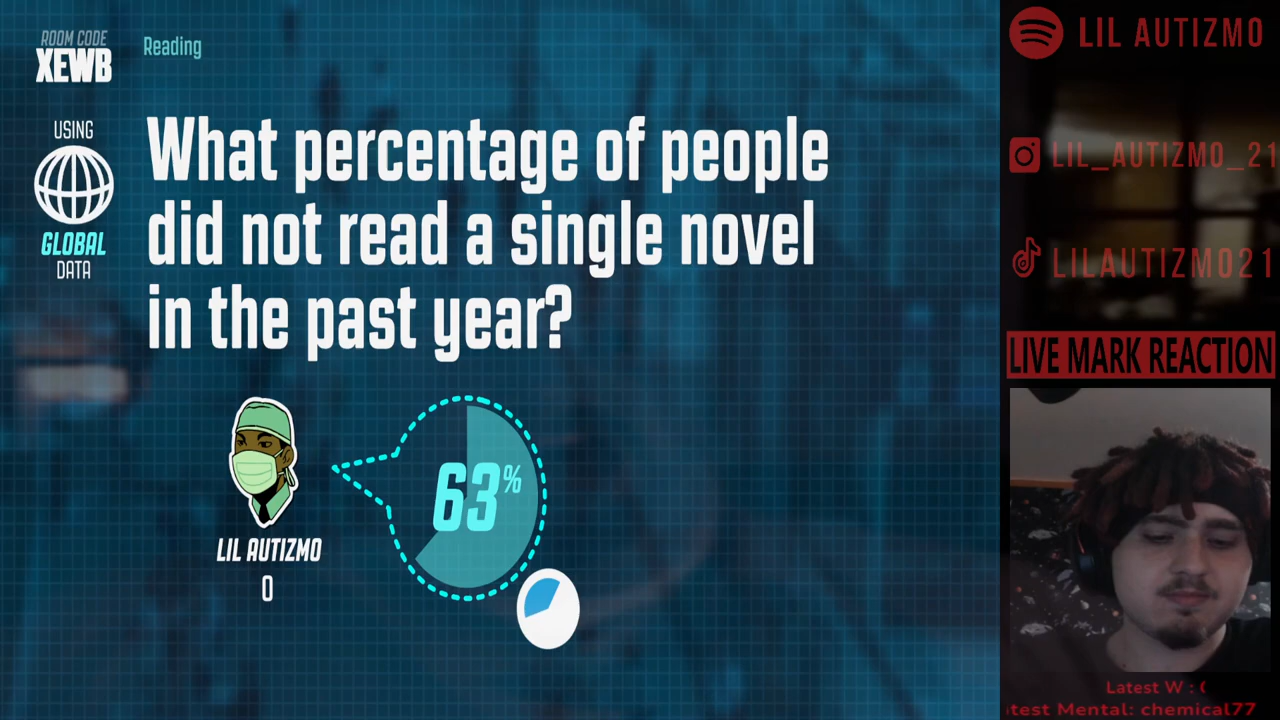 ROOM CODE
XEWB
Reading
USING
GLOBAL
DATA
What percentage of people
did not read a single novel
in the past year?
63%
LIL AUTIZMO
0
LIL AUTIZMO
LIL_AUTIZMO_21
LILAUTIZMO21
LIVE MARK REACTION
Latest W :
test Mental: chemical77